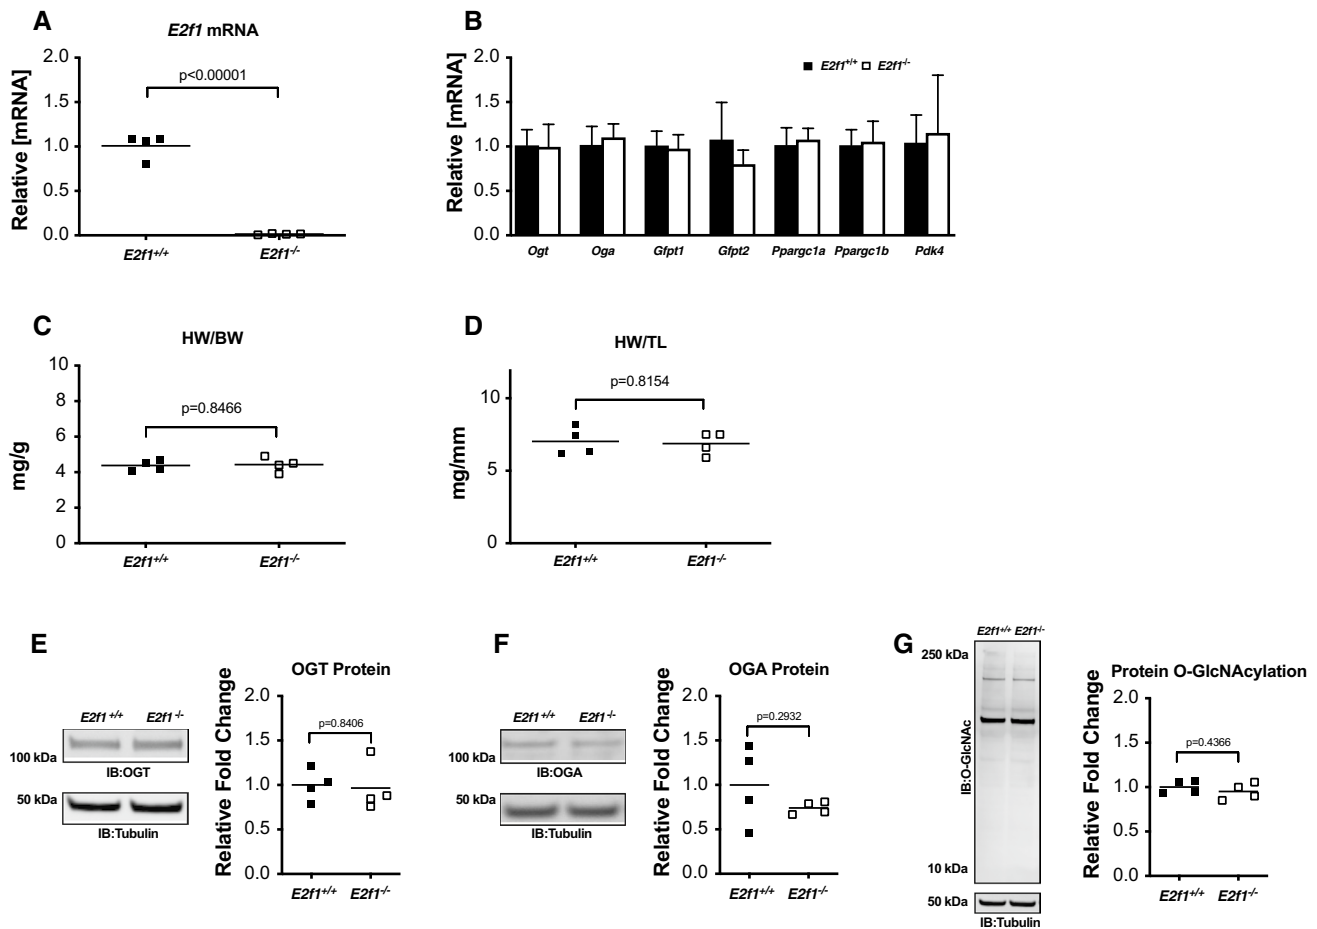 A
E2f1 mRNA
Relative [mRNA]
2.0
1.5
1.0
0.5
0.0
p<0.00001
E2f1+/+
E2f1-/-
B
Relative [mRNA]
2.0
1.5
1.0
0.5
0.0
E2f1+/+ E2f1-/-
Ogt Oga Gfpt1 Gfpt2 Ppargc1a Ppargc1b Pdk4
C
HW/BW
mg/g
10
8
6
4
2
0
p=0.8466
E2f1+/+
E2f1-/-
D
HW/TL
mg/mm
10
5
0
p=0.8154
E2f1+/+
E2f1-/-
E
E2f1+/+ E2f1-/-
100 kDa
IB:OGT
50 kDa
IB:Tubulin
OGT Protein
Relative Fold Change
2.0
1.5
1.0
0.5
0.0
p=0.8406
E2f1+/+ E2f1-/-
F
E2f1+/+ E2f1-/-
100 kDa
IB:OGA
50 kDa
IB:Tubulin
OGA Protein
Relative Fold Change
2.0
1.5
1.0
0.5
0.0
p=0.2932
E2f1+/+ E2f1-/-
G
E2f1+/+ E2f1-/-
250 kDa
IB:O-GlcNAc
10 kDa
50 kDa
IB:Tubulin
Protein O-GlcNAcylation
Relative Fold Change
2.0
1.5
1.0
0.5
0.0
p=0.4366
E2f1+/+ E2f1-/-